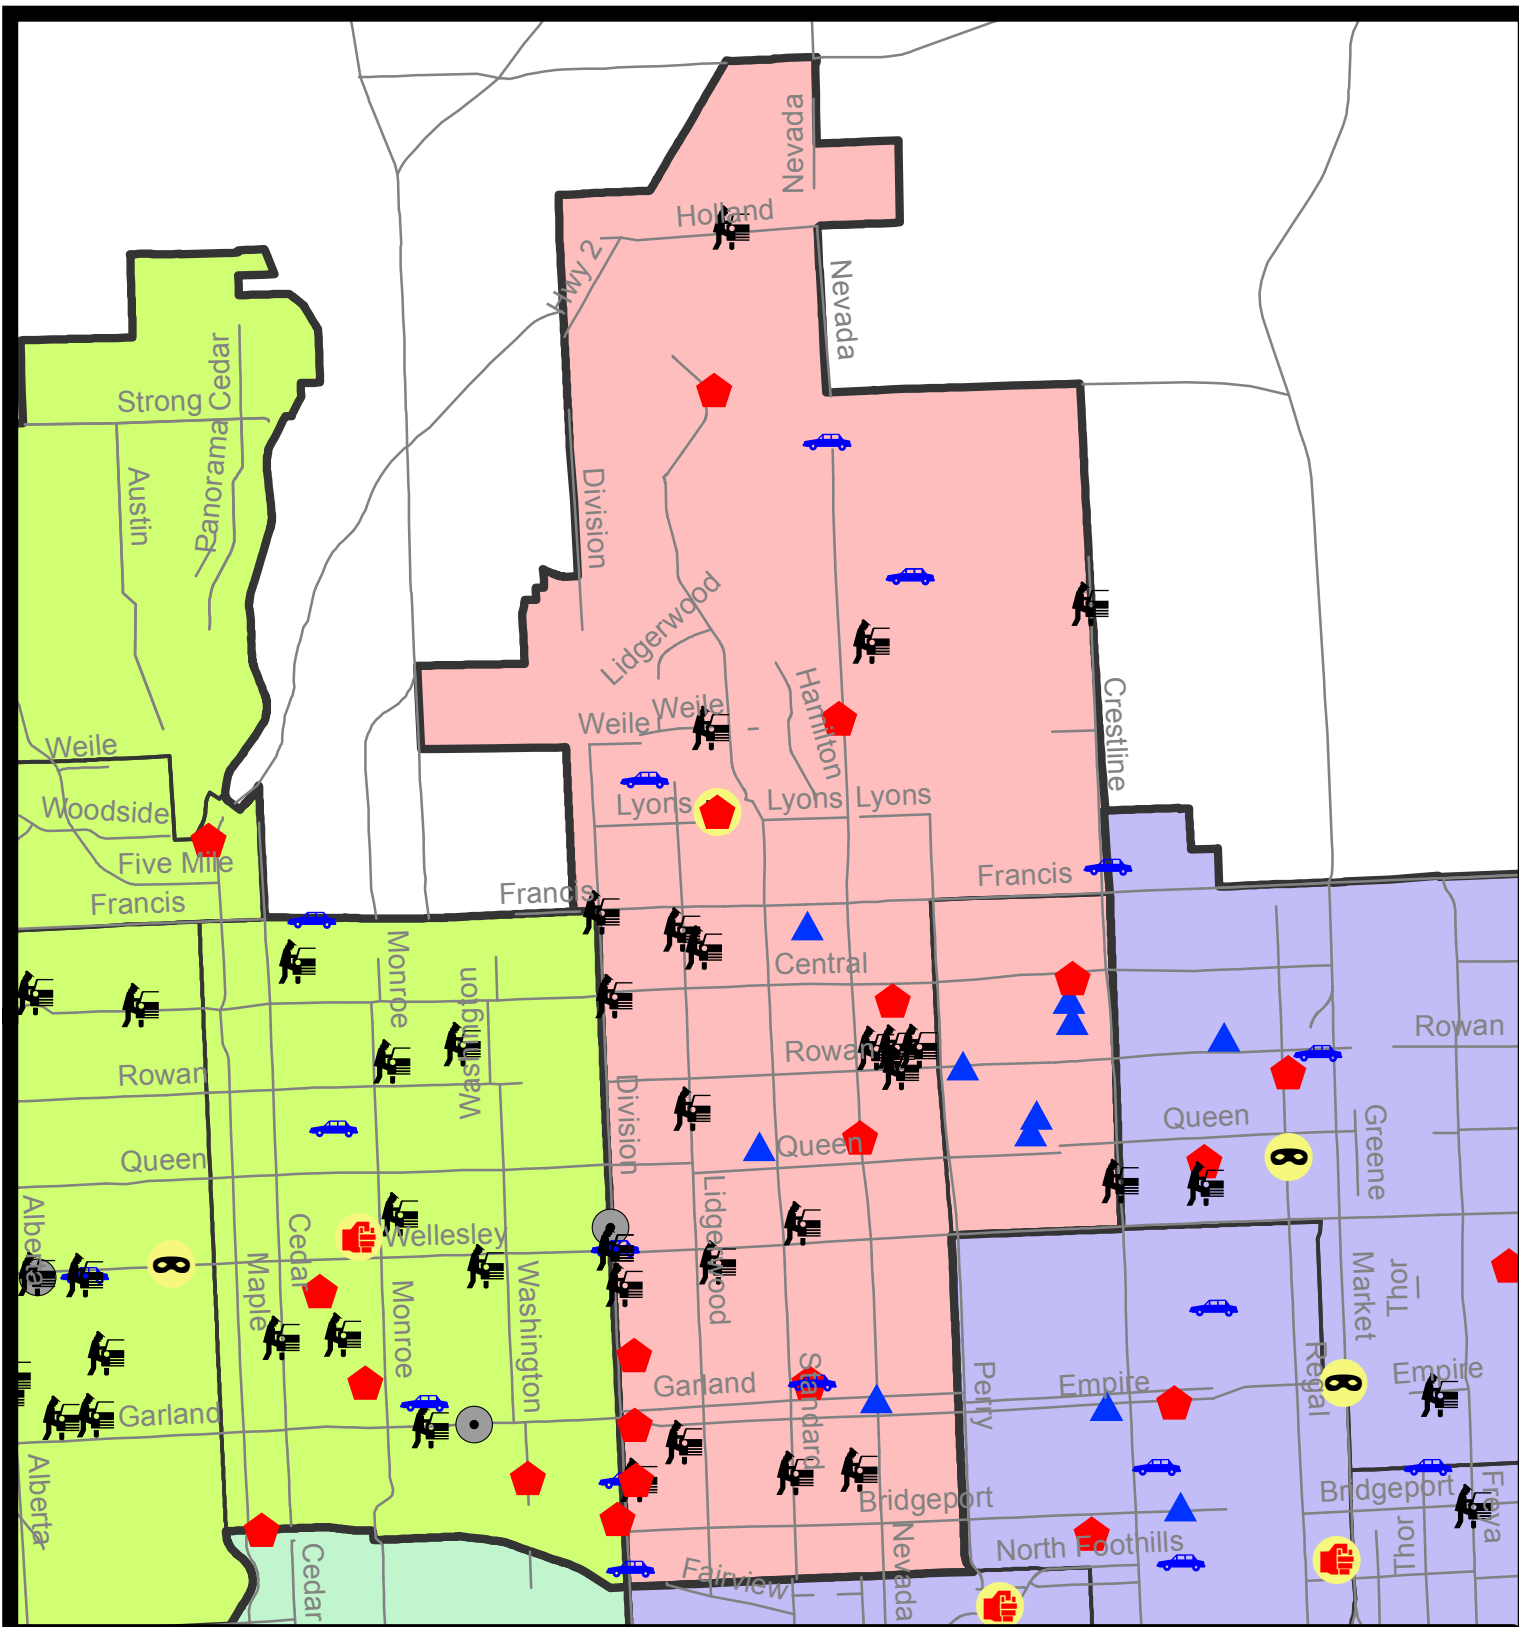 Nevada
Holland
Hwy 2
Nevada
Strong
Panorama Cedar
Austin
Division
Lidgerwood
Hamilton
Weile
Weile
Crestline
Weile
Lyons
Lyons
Lyons
Woodside
Five Mile
Francis
Francis
Francis
Monroe
Washington
Central
Rowan
Rowan
Rowan
Division
Queen
Queen
Queen
Greene
Alberta
Cedar
Wellesley
Lidgerwood
Maple
Monroe
Washington
Market
Thor
Garland
Standard
Perry
Empire
Regal
Empire
Garland
Alberta
Bridgeport
Bridgeport
Freya
Nevada
North Foothills
Thor
Cedar
Fairview